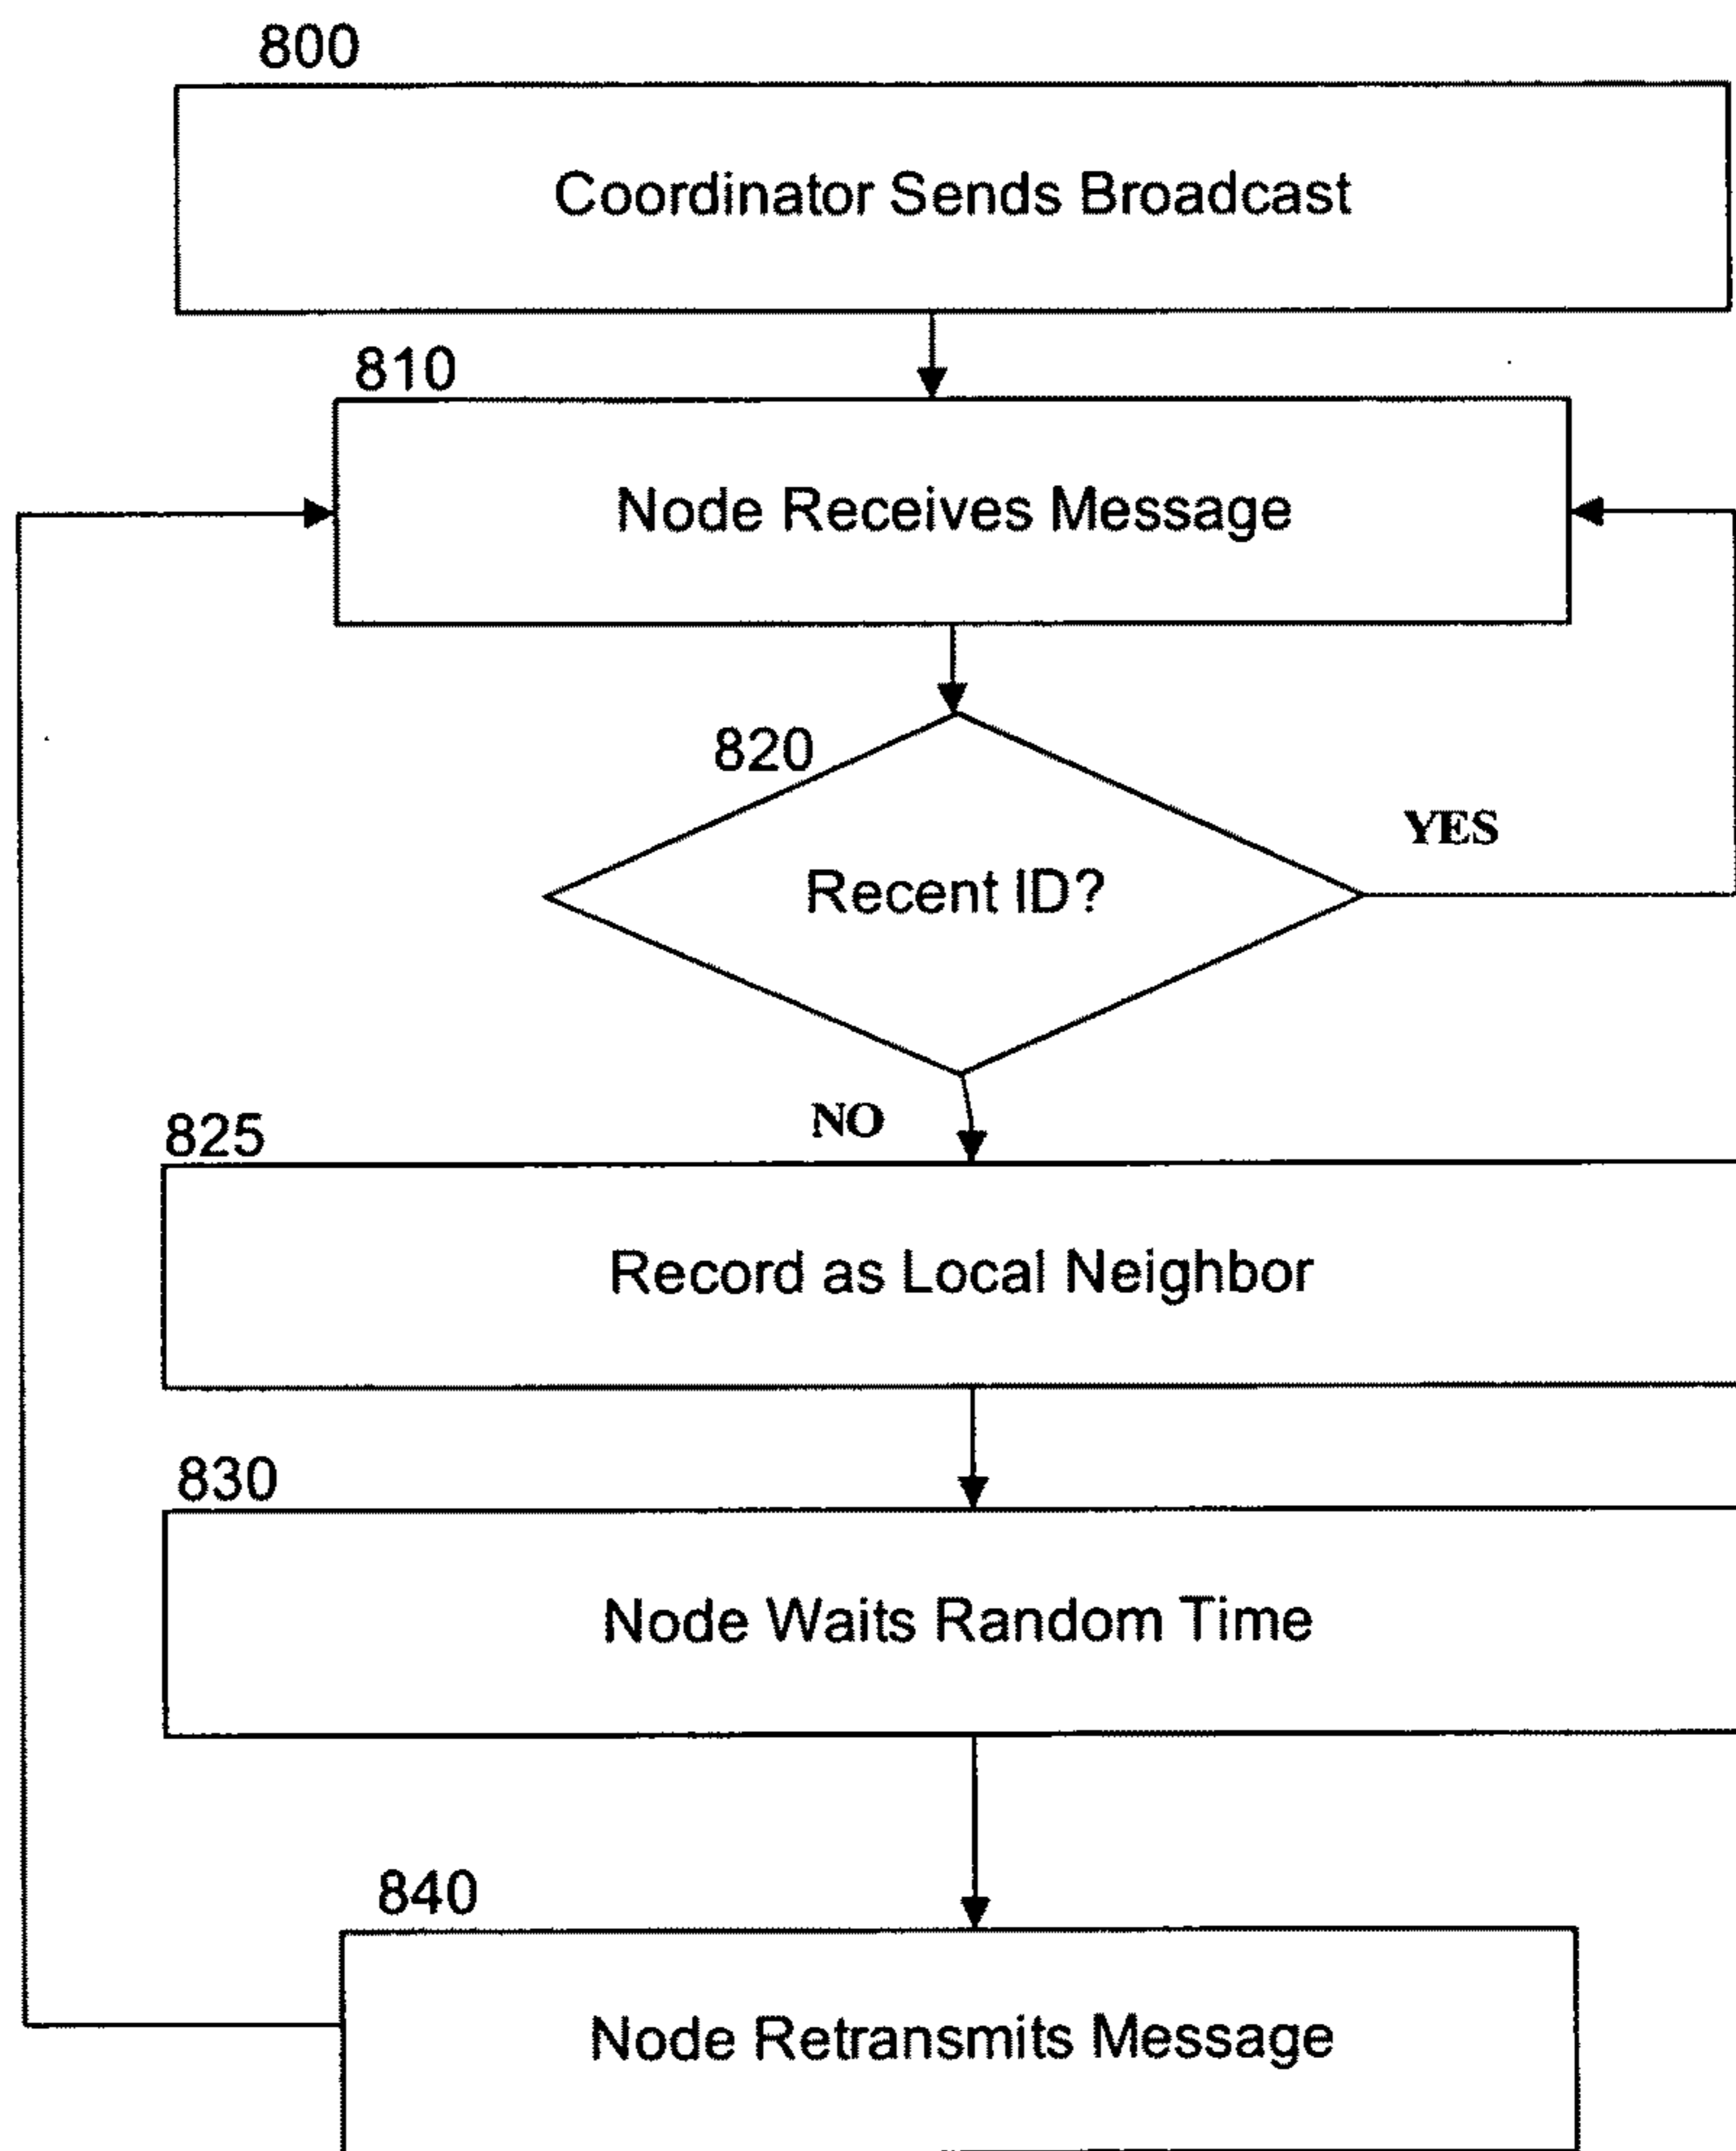 800
Coordinator Sends Broadcast
810
Node Receives Message
820
Recent ID?
YES
NO
825
Record as Local Neighbor
830
Node Waits Random Time
840
Node Retransmits Message